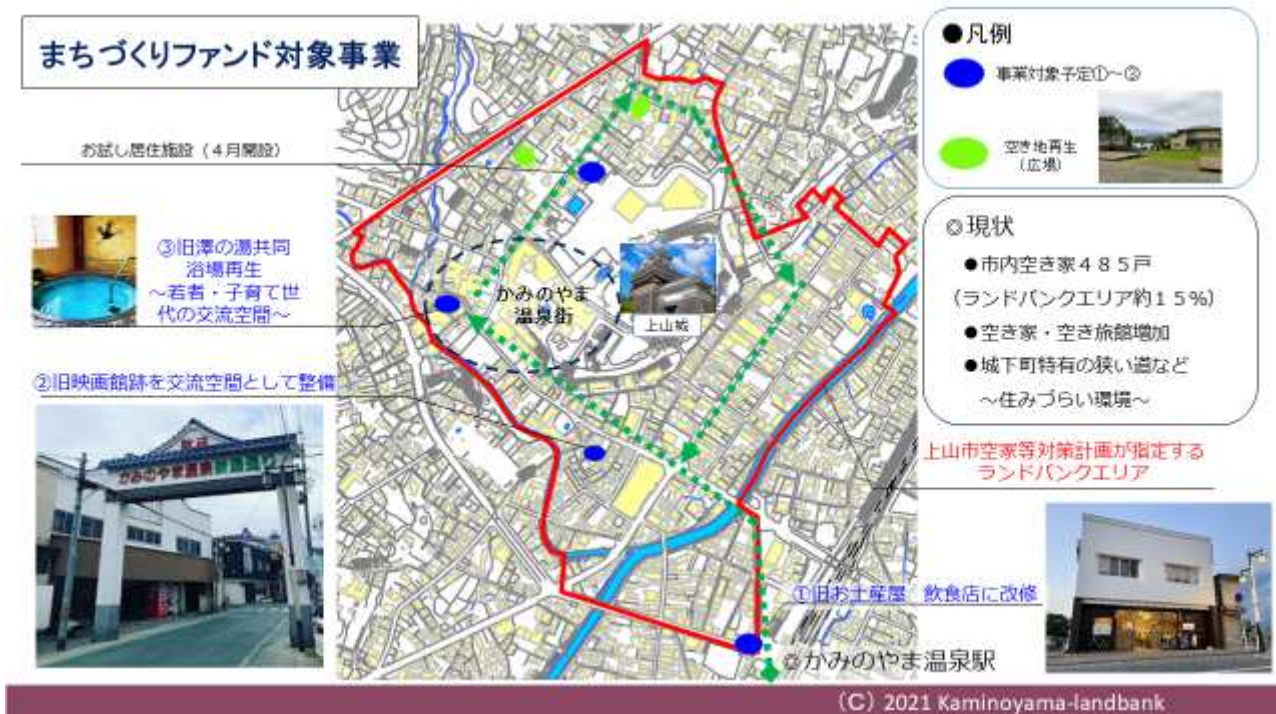 まちづくりファンド対象事業
お試し居住施設（４月開設）
③旧澤の湯共同
浴場再生
～若者・子育て世
代の交流空間～
②旧映画館跡を交流空間として整備
かみのやま温泉
かみのやま
温泉街
上山城
●凡例
事業対象予定①～②
空き地再生
（広場）
◎現状
●市内空き家４８５戸
（ランドバンクエリア約１５％）
●空き家・空き旅館増加
●城下町特有の狭い道など
～住みづらい環境～
上山市空家等対策計画が指定する
ランドバンクエリア
①旧お土産屋　飲食店に改修
◎かみのやま温泉駅
（C）2021 Kaminoyama-landbank